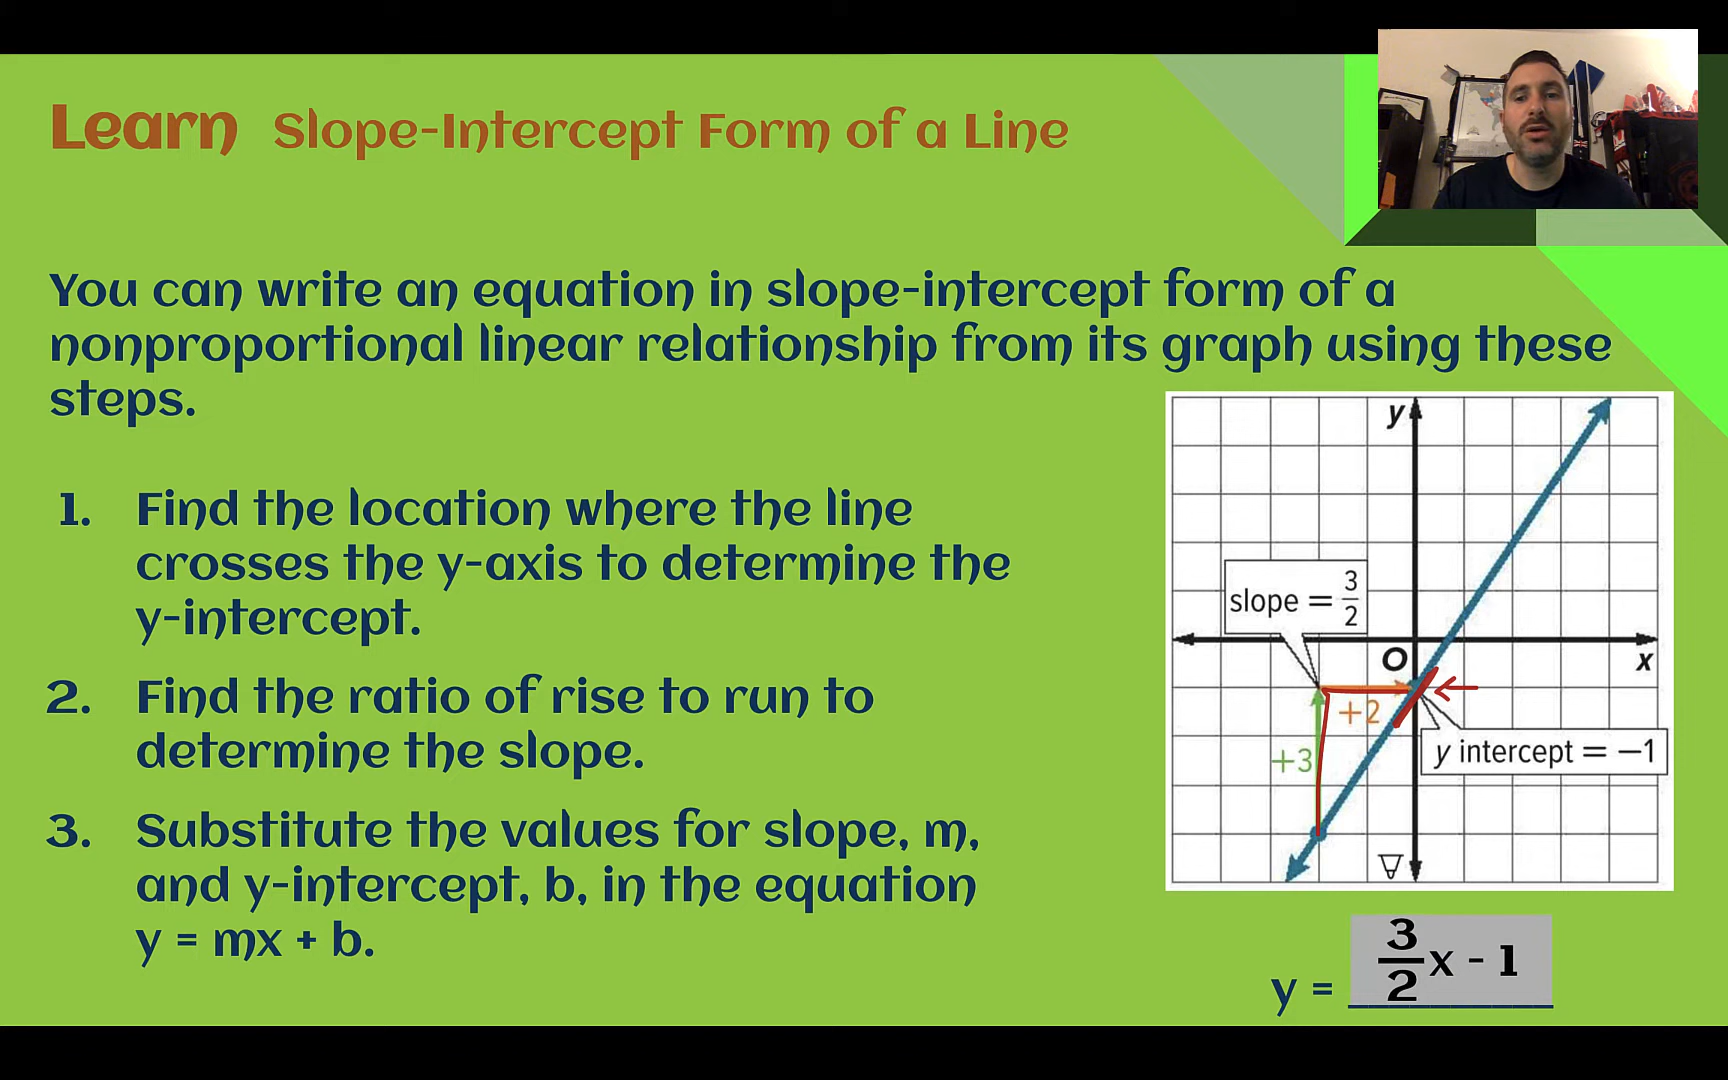 Learn Slope-Intercept Form of a Line
You can write an equation in slope-intercept form of a
nonproportional linear relationship from its graph using these
steps.
1. Find the location where the line
crosses the y-axis to determine the
y-intercept.
2. Find the ratio of rise to run to
determine the slope.
3. Substitute the values for slope, m,
and y-intercept, b, in the equation
y = mx + b.
y
slope = 3/2
O
x
+2
+3
y intercept = −1
y = 3/2 x - 1